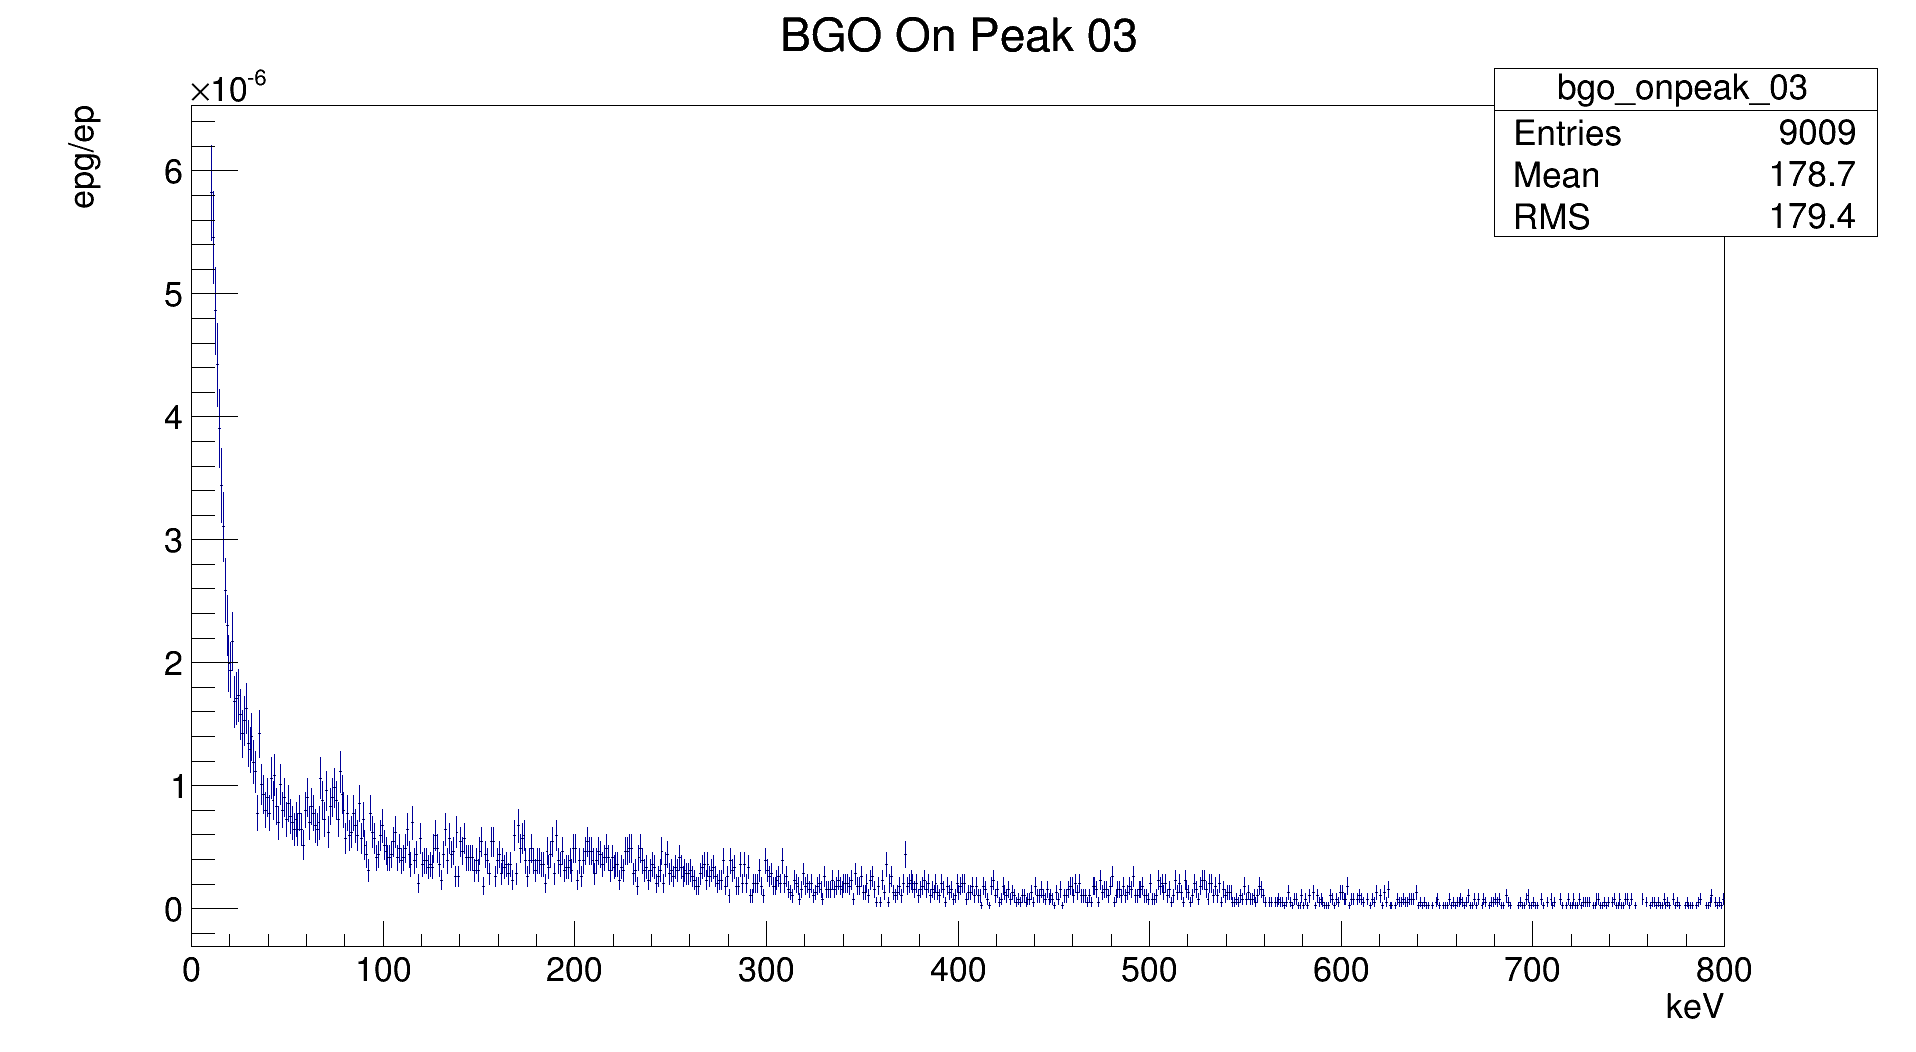 BGO On Peak 03
×10-6
epg/ep
bgo_onpeak_03
Entries 9009
Mean 178.7
RMS 179.4
6
5
4
3
2
1
0
0 100 200 300 400 500 600 700 800
keV